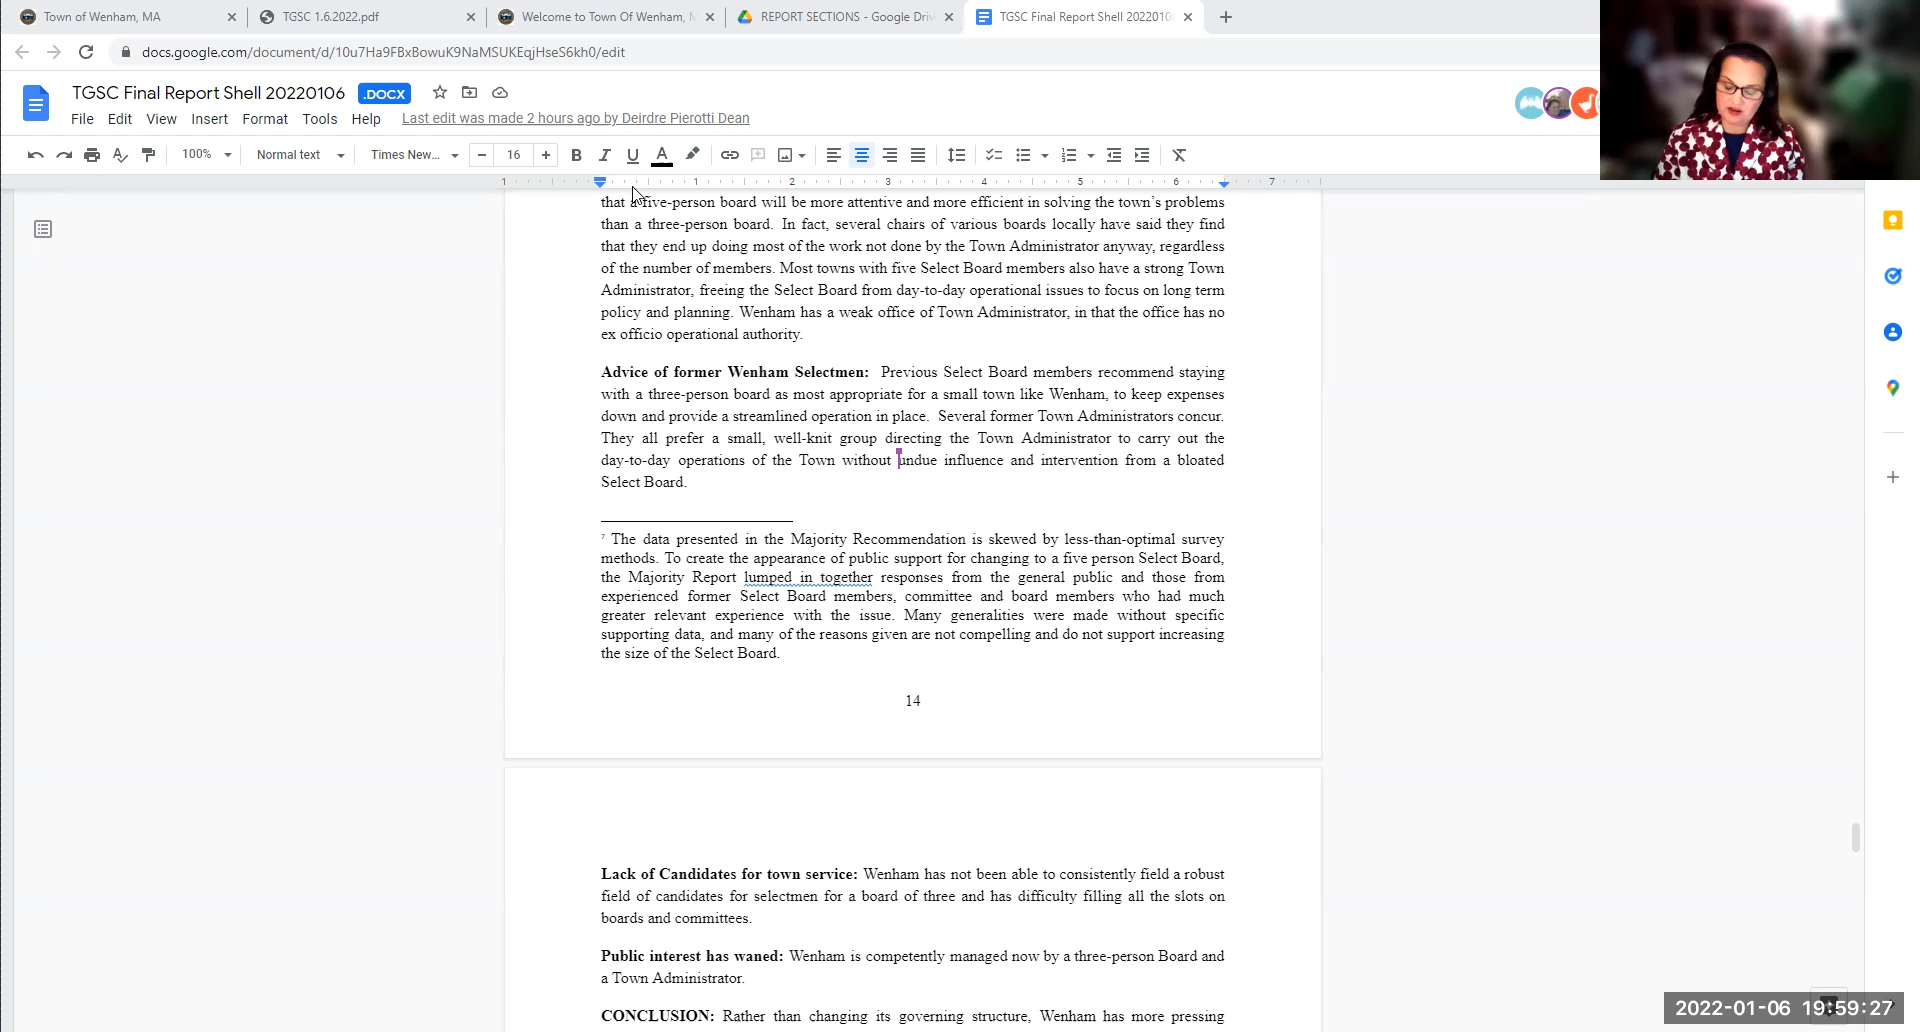 Town of Wenham, MA
TGSC 1.6.2022.pdf
Welcome to Town Of Wenham, M
REPORT SECTIONS - Google Driv
TGSC Final Report Shell 2022010
docs.google.com/document/d/10u7Ha9FBxBowuK9NaMSUKEqjHseS6kh0/edit
TGSC Final Report Shell 20220106 .DOCX
File Edit View Insert Format Tools Help Last edit was made 2 hours ago by Deirdre Pierotti Dean
100% Normal text Times New... 16 B I U A
1 1 2 3 4 5 6 7
that a five-person board will be more attentive and more efficient in solving the town's problems
than a three-person board. In fact, several chairs of various boards locally have said they find
that they end up doing most of the work not done by the Town Administrator anyway, regardless
of the number of members. Most towns with five Select Board members also have a strong Town
Administrator, freeing the Select Board from day-to-day operational issues to focus on long term
policy and planning. Wenham has a weak office of Town Administrator, in that the office has no
ex officio operational authority.
Advice of former Wenham Selectmen: Previous Select Board members recommend staying
with a three-person board as most appropriate for a small town like Wenham, to keep expenses
down and provide a streamlined operation in place. Several former Town Administrators concur.
They all prefer a small, well-knit group directing the Town Administrator to carry out the
day-to-day operations of the Town without undue influence and intervention from a bloated
Select Board.
7 The data presented in the Majority Recommendation is skewed by less-than-optimal survey
methods. To create the appearance of public support for changing to a five person Select Board,
the Majority Report lumped in together responses from the general public and those from
experienced former Select Board members, committee and board members who had much
greater relevant experience with the issue. Many generalities were made without specific
supporting data, and many of the reasons given are not compelling and do not support increasing
the size of the Select Board.
14
Lack of Candidates for town service: Wenham has not been able to consistently field a robust
field of candidates for selectmen for a board of three and has difficulty filling all the slots on
boards and committees.
Public interest has waned: Wenham is competently managed now by a three-person Board and
a Town Administrator.
CONCLUSION: Rather than changing its governing structure, Wenham has more pressing
2022-01-06 19:59:27